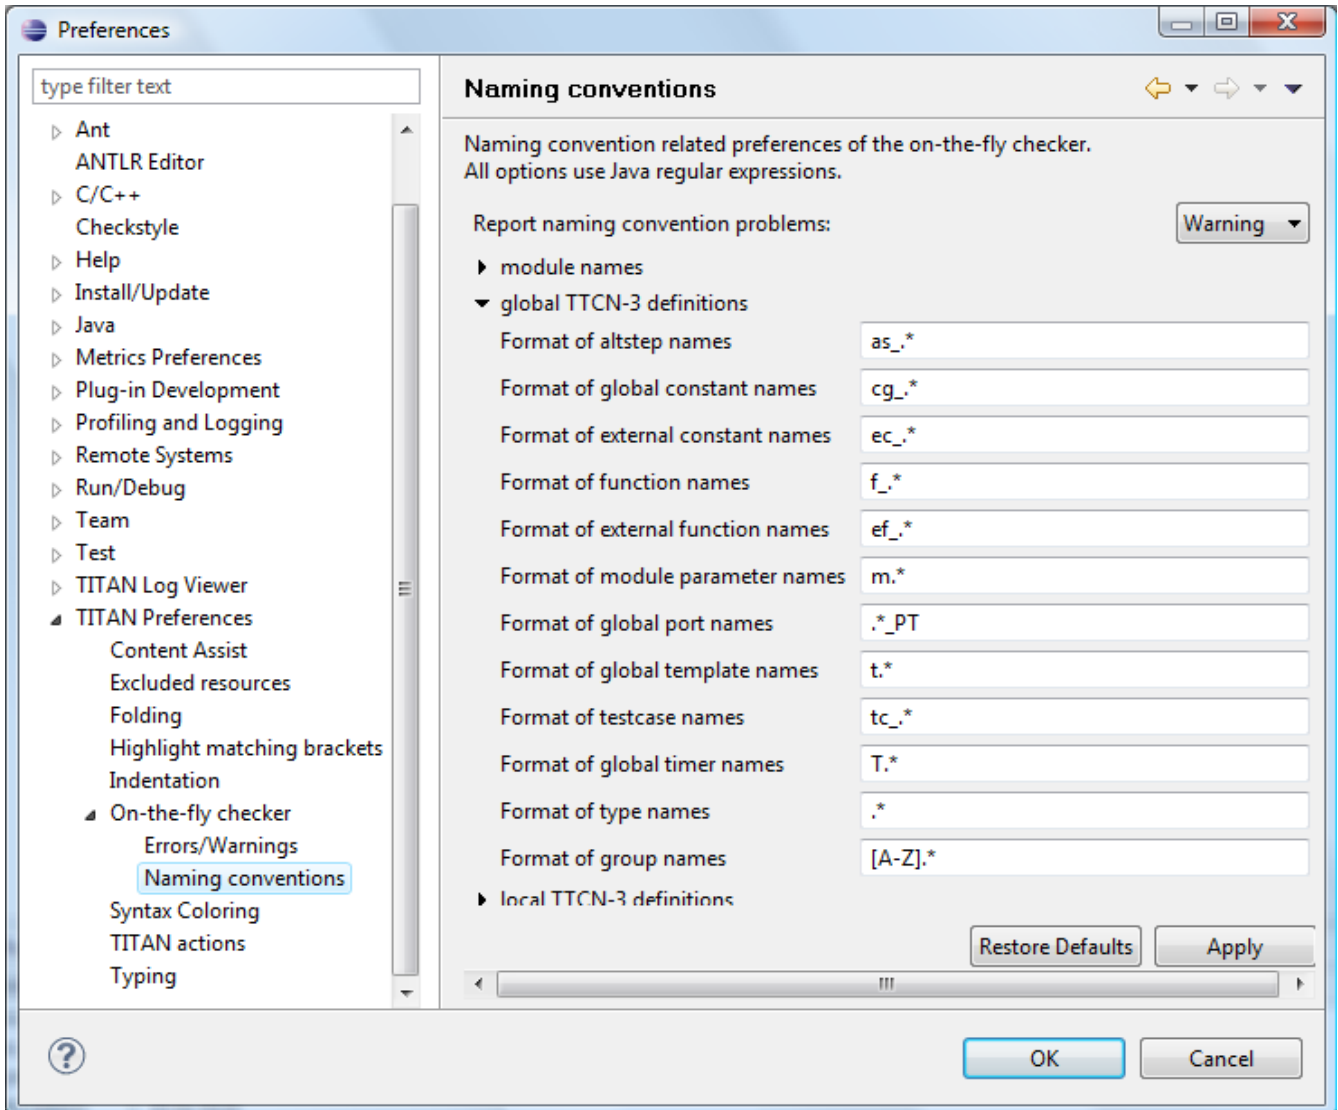 Preferences
type filter text
Ant
ANTLR Editor
C/C++
Checkstyle
Help
Install/Update
Java
Metrics Preferences
Plug-in Development
Profiling and Logging
Remote Systems
Run/Debug
Team
Test
TITAN Log Viewer
TITAN Preferences
Content Assist
Excluded resources
Folding
Highlight matching brackets
Indentation
On-the-fly checker
Errors/Warnings
Naming conventions
Syntax Coloring
TITAN actions
Typing
Naming conventions
Naming convention related preferences of the on-the-fly checker.
All options use Java regular expressions.
Report naming convention problems: Warning
module names
global TTCN-3 definitions
Format of altstep names as_.*
Format of global constant names cg_.*
Format of external constant names ec_.*
Format of function names f_.*
Format of external function names ef_.*
Format of module parameter names m.*
Format of global port names .*_PT
Format of global template names t.*
Format of testcase names tc_.*
Format of global timer names T.*
Format of type names .*
Format of group names [A-Z].*
local TTCN-3 definitions
Restore Defaults Apply
? OK Cancel